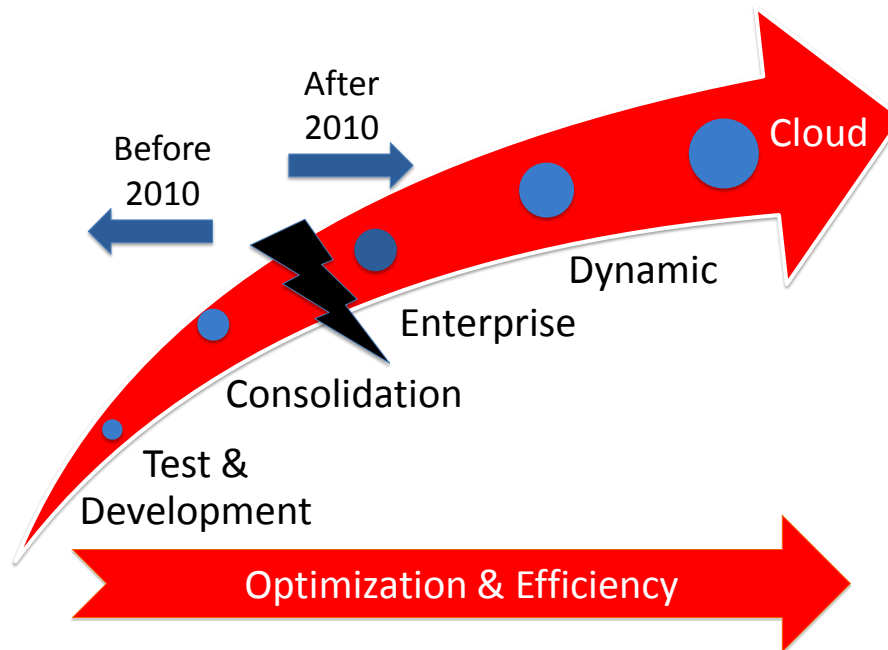 After
2010
Before
2010
Cloud
Dynamic
Enterprise
Consolidation
Test &
Development
Optimization & Efficiency